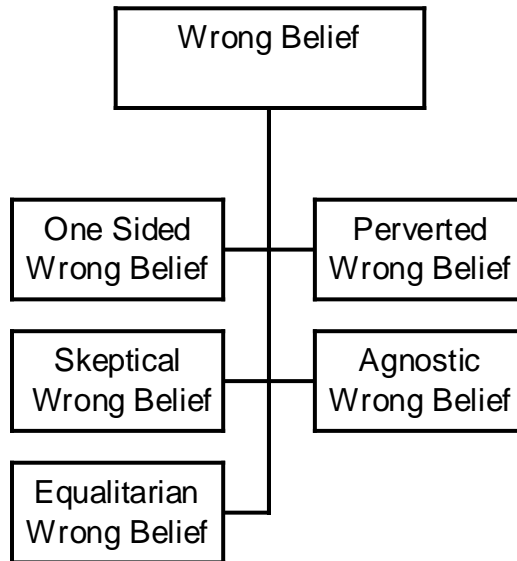 Wrong Belief
One Sided
Wrong Belief
Perverted
Wrong Belief
Skeptical
Wrong Belief
Agnostic
Wrong Belief
Equalitarian
Wrong Belief